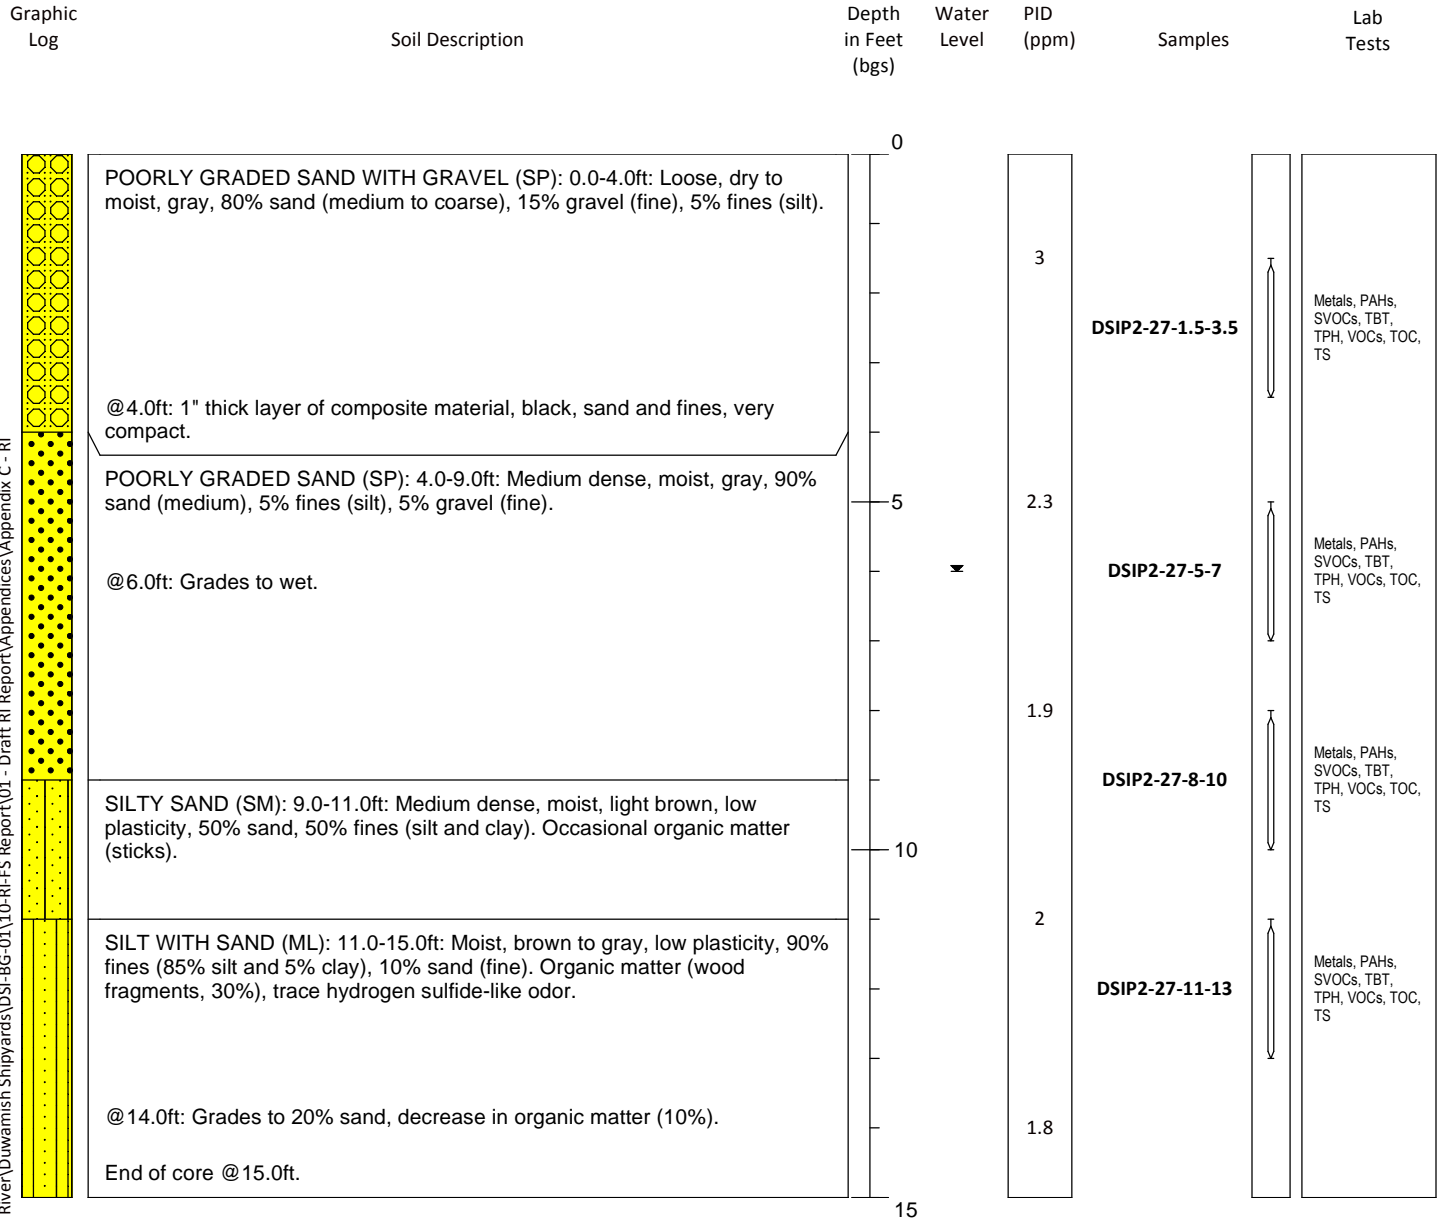 Graphic
Log
Soil Description
Depth
in Feet
(bgs)
Water
Level
PID
(ppm)
Samples
Lab
Tests
0
POORLY GRADED SAND WITH GRAVEL (SP): 0.0-4.0ft: Loose, dry to
moist, gray, 80% sand (medium to coarse), 15% gravel (fine), 5% fines (silt).
3
DSIP2-27-1.5-3.5
Metals, PAHs,
SVOCs, TBT,
TPH, VOCs, TOC,
TS
@4.0ft: 1" thick layer of composite material, black, sand and fines, very
compact.
POORLY GRADED SAND (SP): 4.0-9.0ft: Medium dense, moist, gray, 90%
sand (medium), 5% fines (silt), 5% gravel (fine).
5
2.3
@6.0ft: Grades to wet.
DSIP2-27-5-7
Metals, PAHs,
SVOCs, TBT,
TPH, VOCs, TOC,
TS
1.9
SILTY SAND (SM): 9.0-11.0ft: Medium dense, moist, light brown, low
plasticity, 50% sand, 50% fines (silt and clay). Occasional organic matter
(sticks).
DSIP2-27-8-10
Metals, PAHs,
SVOCs, TBT,
TPH, VOCs, TOC,
TS
10
2
SILT WITH SAND (ML): 11.0-15.0ft: Moist, brown to gray, low plasticity, 90%
fines (85% silt and 5% clay), 10% sand (fine). Organic matter (wood
fragments, 30%), trace hydrogen sulfide-like odor.
DSIP2-27-11-13
Metals, PAHs,
SVOCs, TBT,
TPH, VOCs, TOC,
TS
@14.0ft: Grades to 20% sand, decrease in organic matter (10%).
1.8
End of core @15.0ft.
15
River\Duwamish Shipyards\DSI-BG-01\10-RI-FS Report\01 - Draft RI Report\Appendices\Appendix C - RI